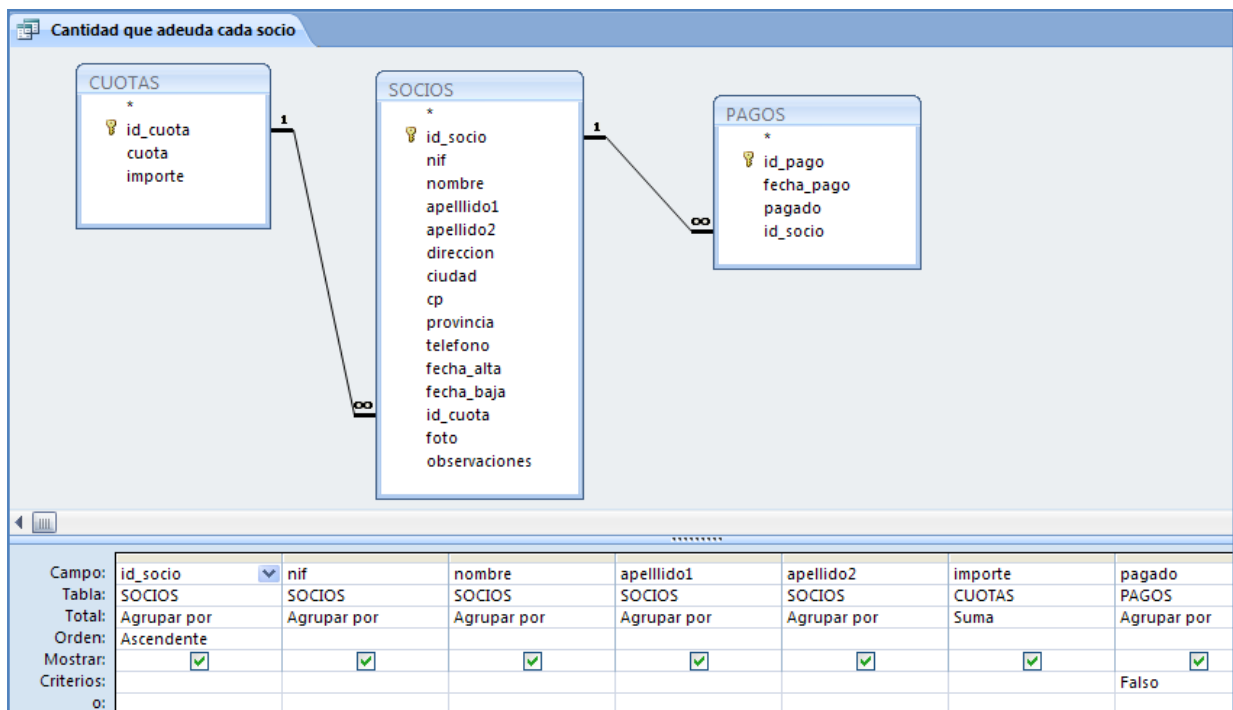 Cantidad que adeuda cada socio
CUOTAS
*
id_cuota
cuota
importe
1
∞
SOCIOS
*
id_socio
nif
nombre
apelllido1
apellido2
direccion
ciudad
cp
provincia
telefono
fecha_alta
fecha_baja
id_cuota
foto
observaciones
1
∞
PAGOS
*
id_pago
fecha_pago
pagado
id_socio
Campo: id_socio nif nombre apelllido1 apellido2 importe pagado
Tabla: SOCIOS SOCIOS SOCIOS SOCIOS SOCIOS CUOTAS PAGOS
Total: Agrupar por Agrupar por Agrupar por Agrupar por Agrupar por Suma Agrupar por
Orden: Ascendente
Mostrar:
Criterios: Falso
o: